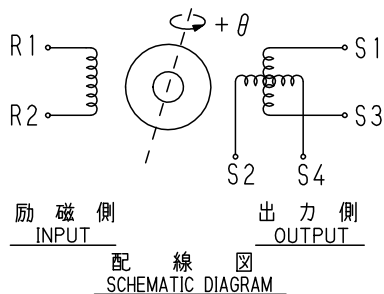 +θ
R1
S1
R2
S3
S2
S4
励磁側
出力側
INPUT
OUTPUT
配線図
SCHEMATIC DIAGRAM